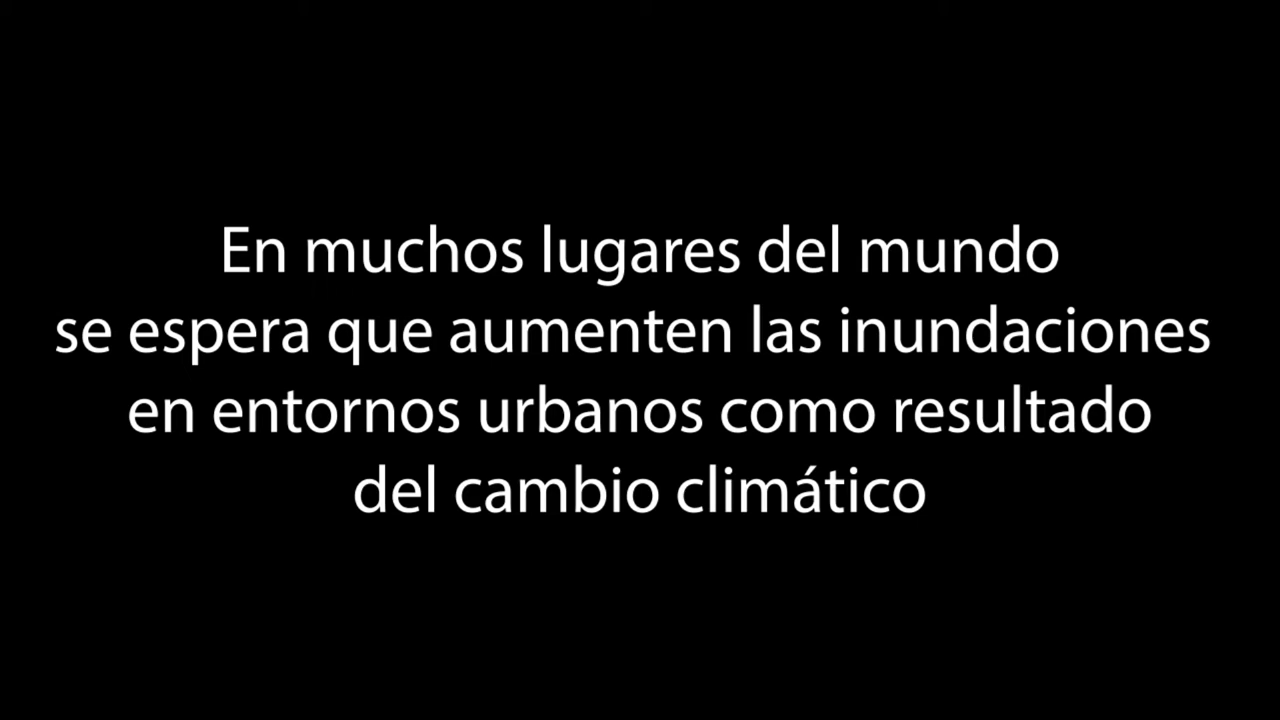 En muchos lugares del mundo
se espera que aumenten las inundaciones
en entornos urbanos como resultado
del cambio climático